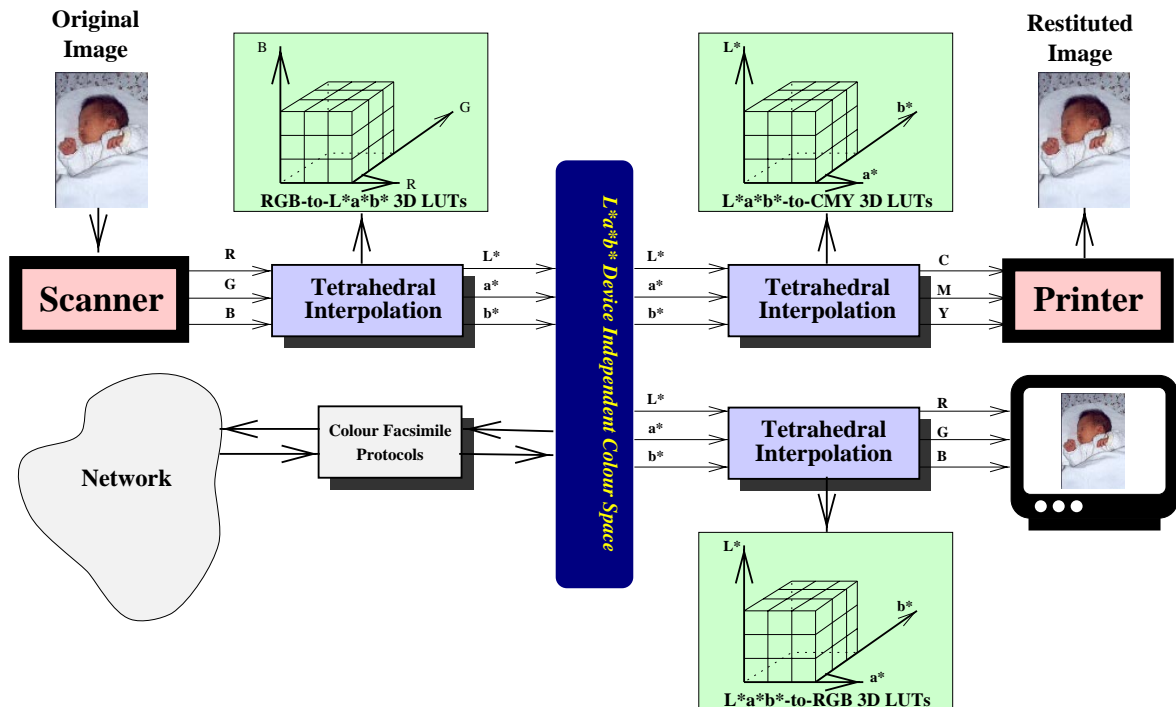 Original
Image
B
G
R
RGB-to-L*a*b* 3D LUTs
L*
b*
a*
L*a*b*-to-CMY 3D LUTs
Restituted
Image
Scanner
R
G
B
Tetrahedral
Interpolation
L*
a*
b*
L*a*b* Device Independent Colour Space
L*
a*
b*
Tetrahedral
Interpolation
C
M
Y
Printer
Network
Colour Facsimile
Protocols
L*
a*
b*
Tetrahedral
Interpolation
R
G
B
L*
b*
a*
L*a*b*-to-RGB 3D LUTs